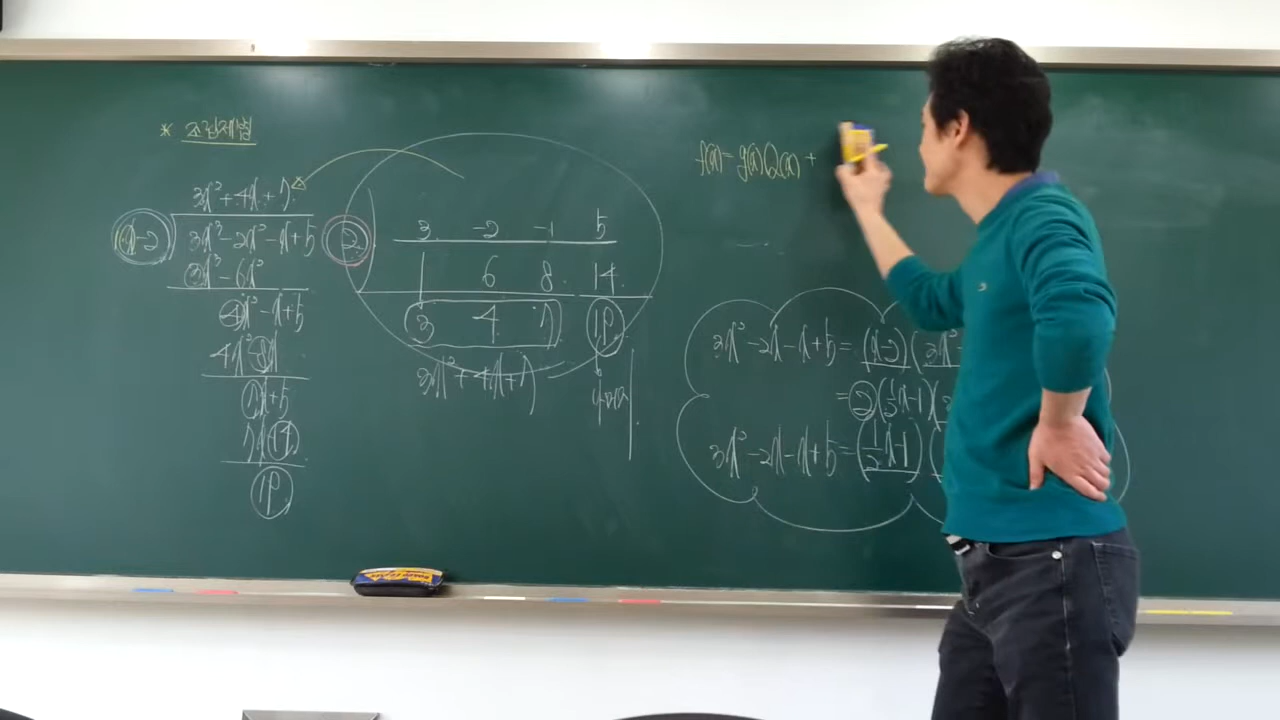 * 조립제법
3x² + 4x + 7
x-2
3x³ - 2x² - x + 5
3x³ - 6x²
4x² - x + 5
4x² - 8x
7x + 5
7x - 14
19
2 3 -2 -1 5
6 8 14
3 4 7 19
3x² + 4x + 7
나머지
f(x) = g(x)Q(x) +
3x³ - 2x² - x + 5 = (x-2)(3x²
= 2(½x-1)(3
3x³ - 2x² - x + 5 = (½x-1)(